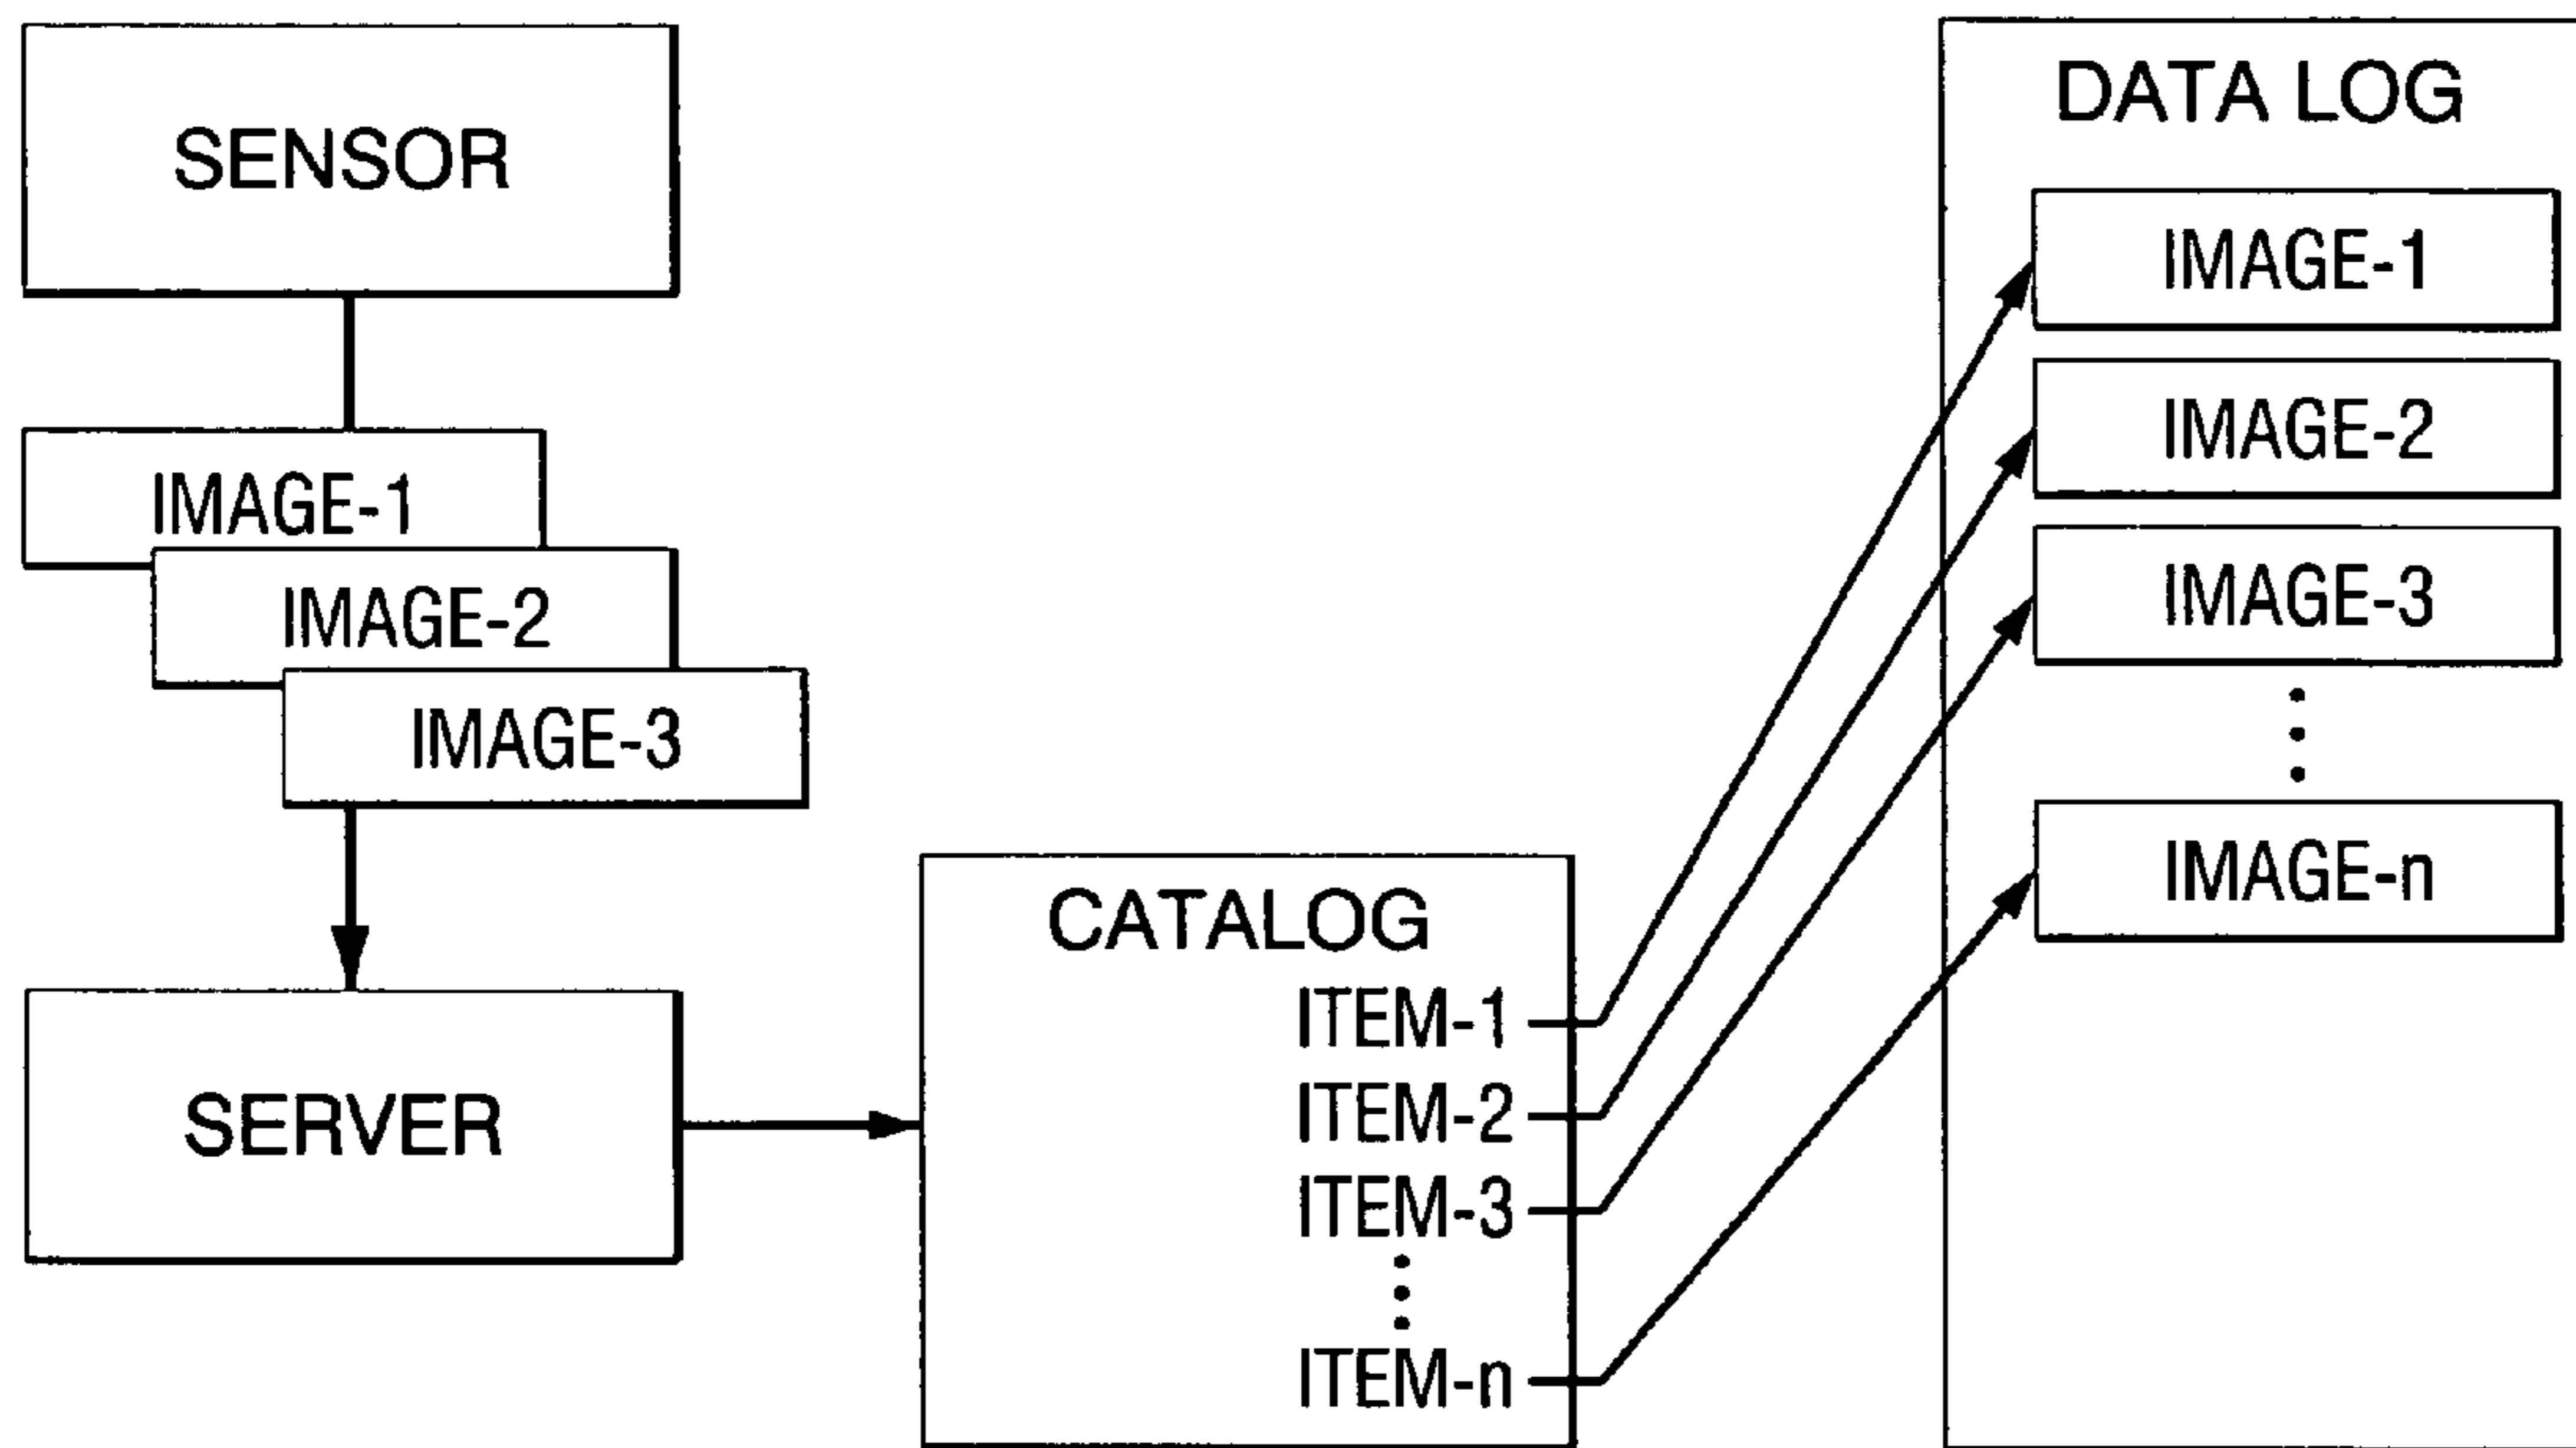 SENSOR
IMAGE-1
IMAGE-2
IMAGE-3
SERVER
CATALOG
ITEM-1
ITEM-2
ITEM-3
ITEM-n
DATA LOG
IMAGE-1
IMAGE-2
IMAGE-3
IMAGE-n